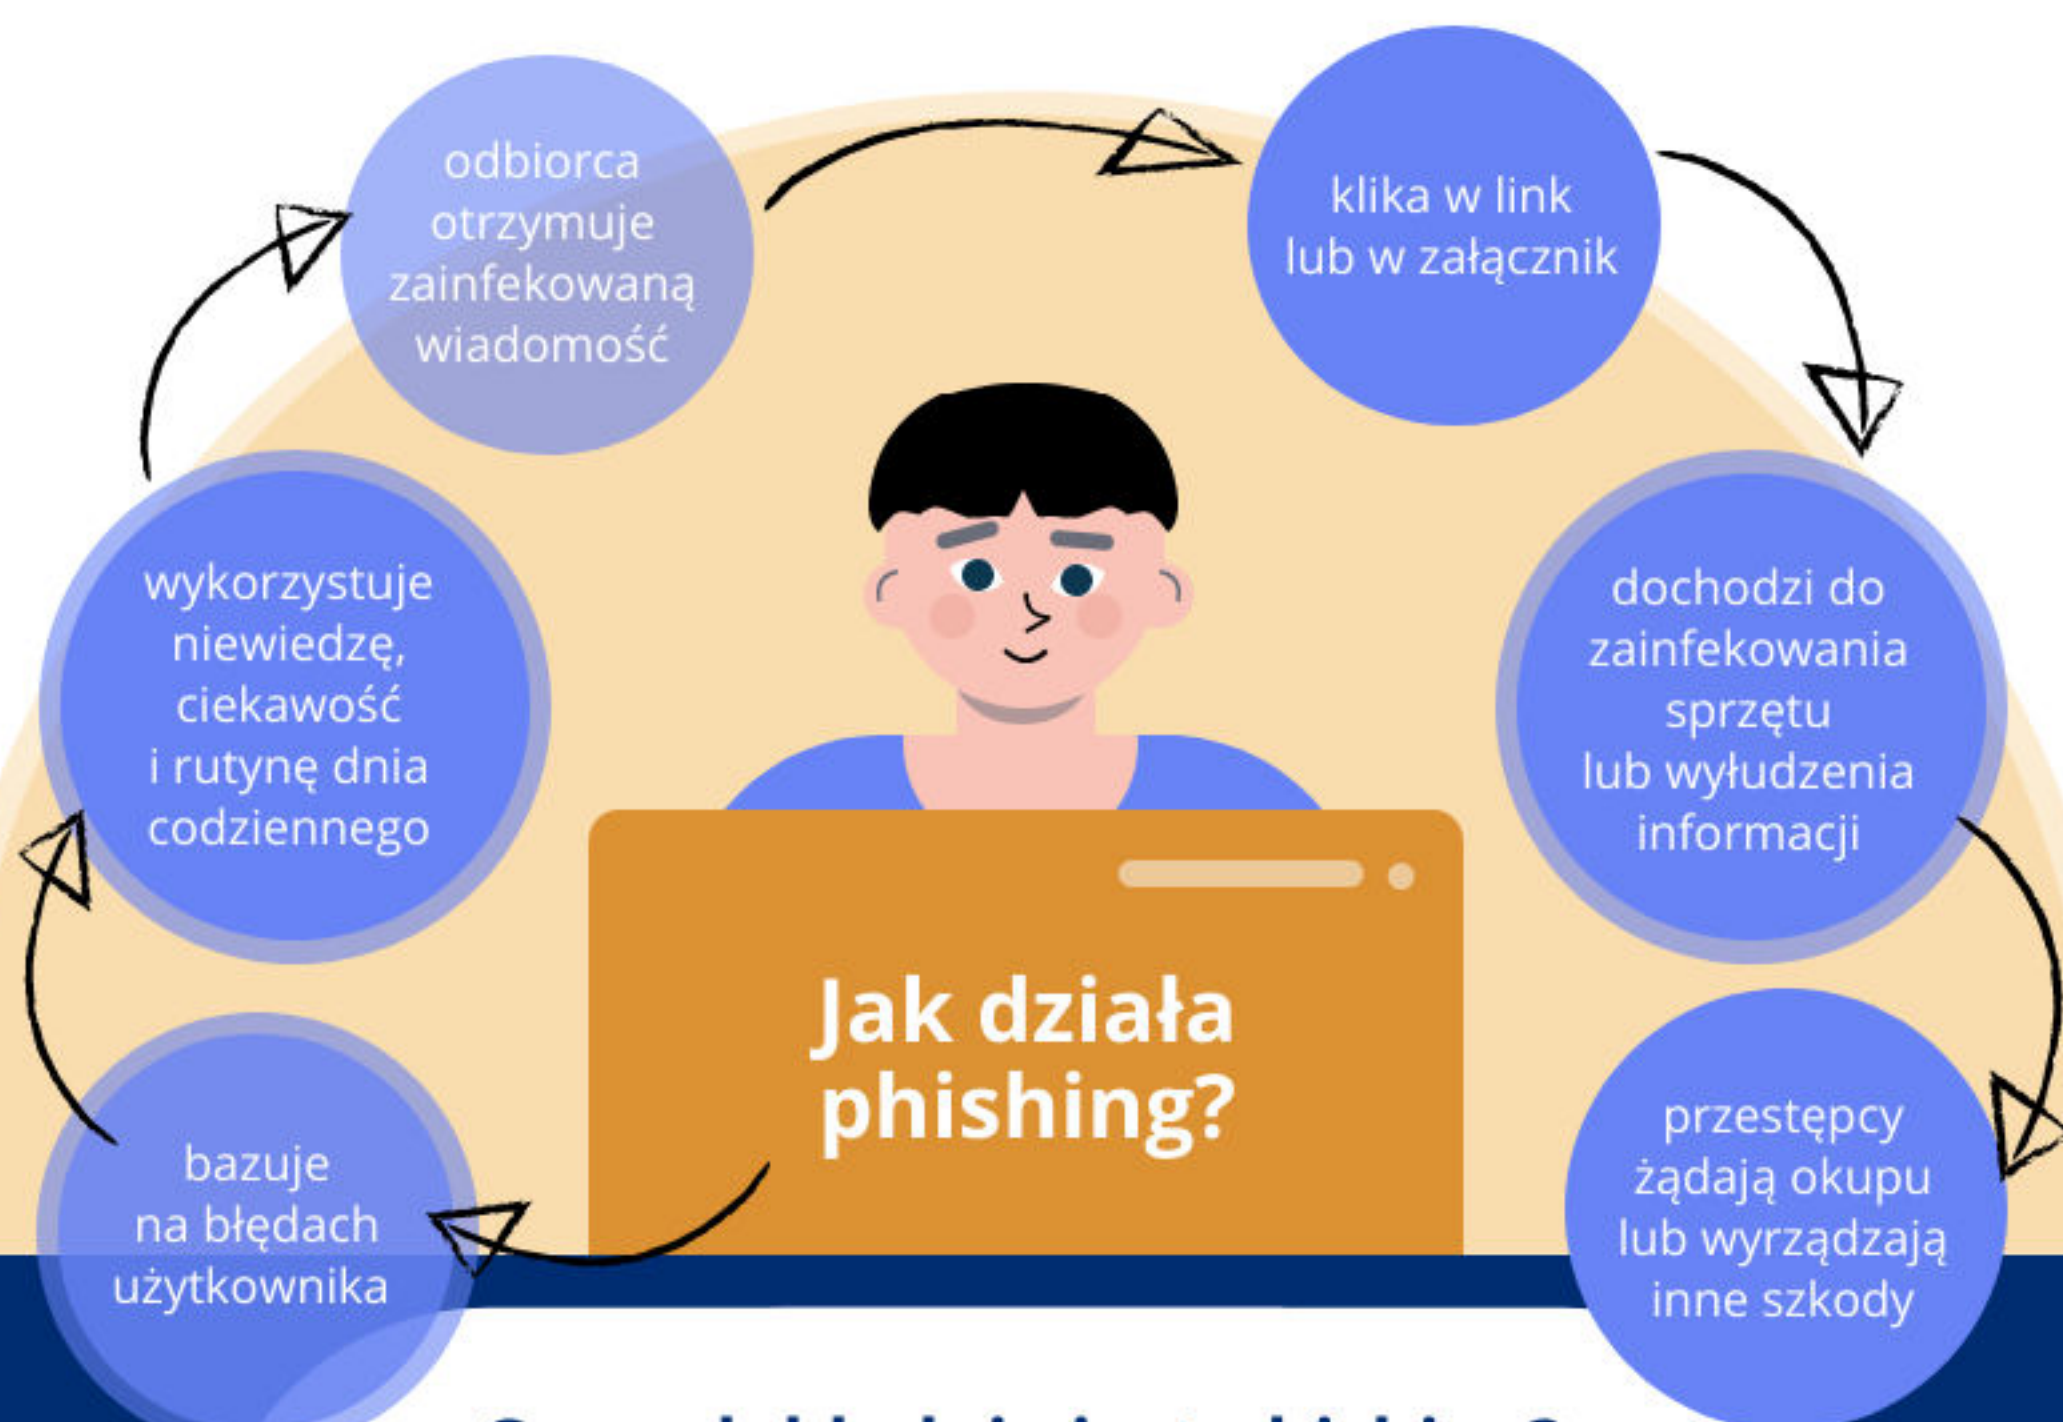 Jak działa
phishing?
bazuje
na błędach
użytkownika
wykorzystuje
niewiedzę,
ciekawość
i rutynę dnia
codziennego
odbiorca
otrzymuje
zainfekowaną
wiadomość
klika w link
lub w załącznik
dochodzi do
zainfekowania
sprzętu
lub wyłudzenia
informacji
przestępcy
żądają okupu
lub wyrządzają
inne szkody